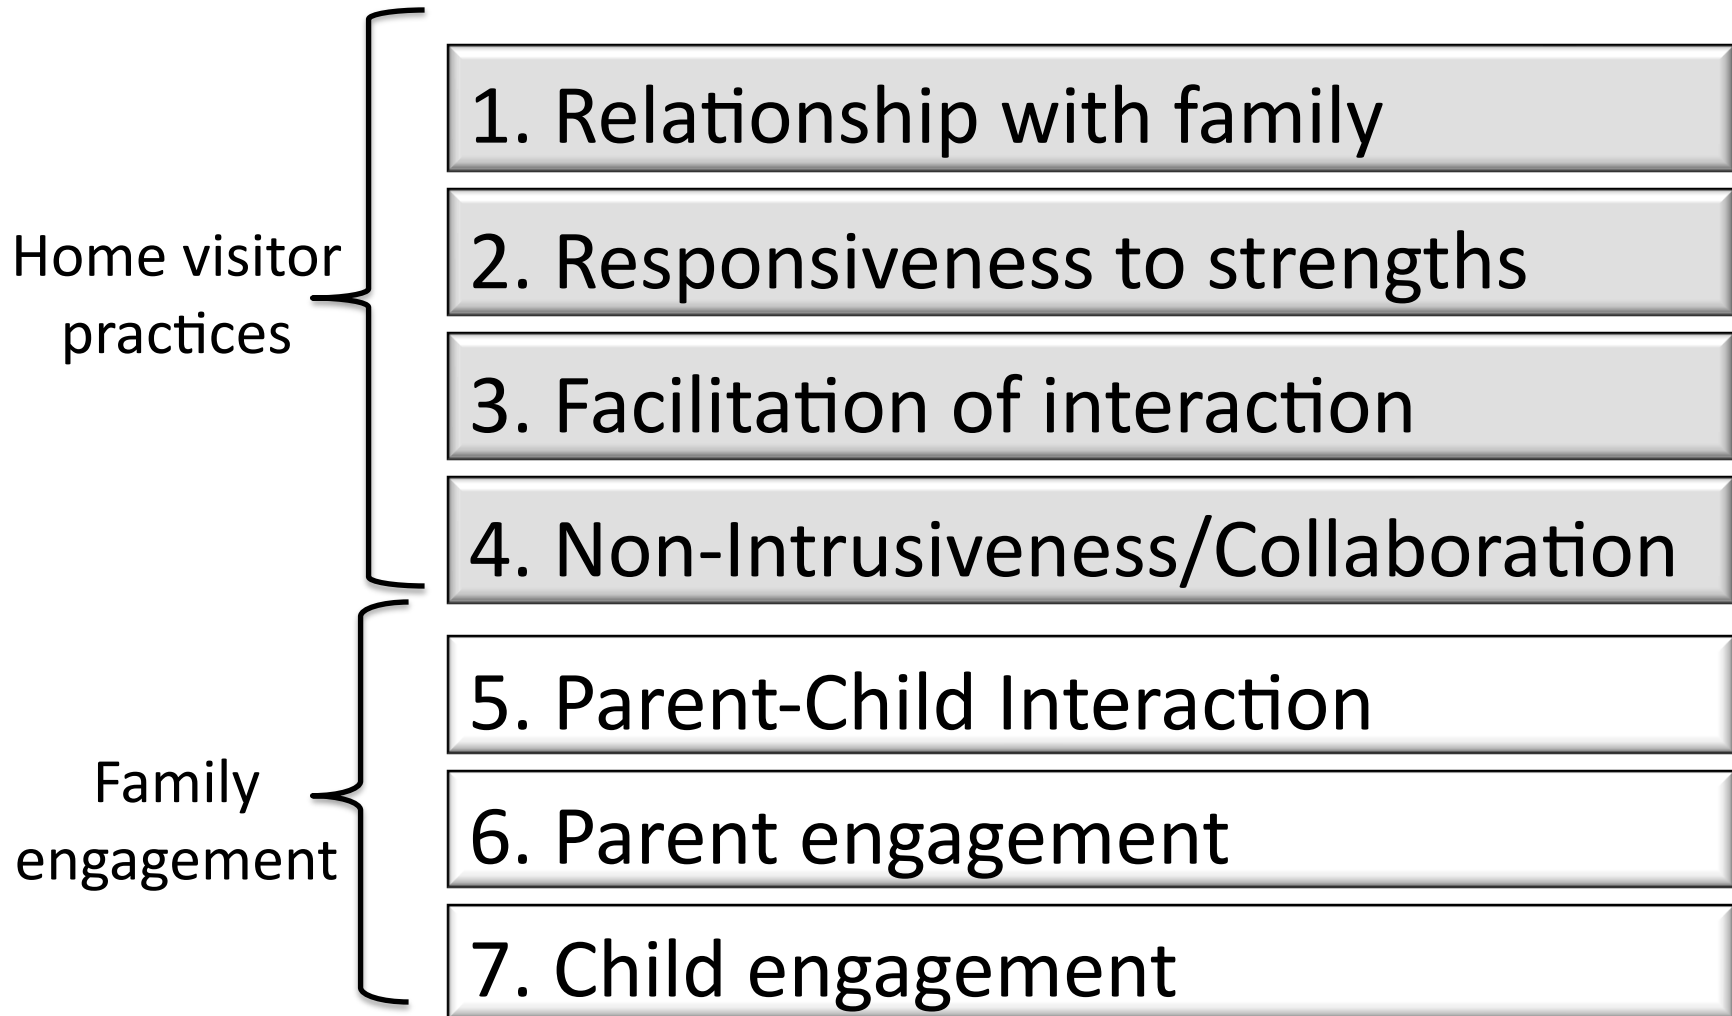 Home visitor
practices
1. Relationship with family
2. Responsiveness to strengths
3. Facilitation of interaction
4. Non-Intrusiveness/Collaboration
Family
engagement
5. Parent-Child Interaction
6. Parent engagement
7. Child engagement